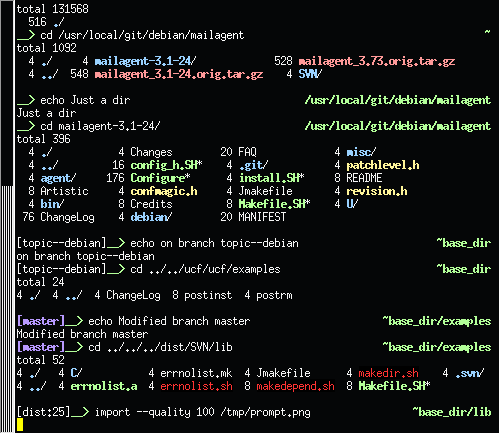 total 131568
516 ./
__> cd /usr/local/git/debian/mailagent ~
total 1092
4 ./ 4 mailagent-3.1-24/ 528 mailagent_3.73.orig.tar.gz
4 ../ 548 mailagent_3.1-24.orig.tar.gz 4 SVN/
__> echo Just a dir /usr/local/git/debian/mailagent
Just a dir
__> cd mailagent-3.1-24/ /usr/local/git/debian/mailagent
total 396
4 ./ 4 Changes 20 FAQ 4 misc/
4 ../ 16 config_h.SH* 4 .git/ 4 patchlevel.h
4 agent/ 176 Configure* 4 install.SH* 8 README
8 Artistic 4 confmagic.h 4 Jmakefile 4 revision.h
4 bin/ 8 Credits 8 Makefile.SH* 4 U/
76 ChangeLog 4 debian/ 20 MANIFEST
[topic--debian]__> echo on branch topic--debian ~base_dir
on branch topic--debian
[topic--debian]__> cd ../../ucf/ucf/examples ~base_dir
total 24
4 ./ 4 ../ 4 ChangeLog 8 postinst 4 postrm
[master]__> echo Modified branch master ~base_dir/examples
Modified branch master
[master]__> cd ../../../dist/SVN/lib ~base_dir/examples
total 52
4 ./ 4 C/ 4 errnolist.mk 4 Jmakefile 4 makedir.sh 4 .svn/
4 ../ 4 errnolist.a 4 errnolist.sh 8 makedepend.sh 8 Makefile.SH*
[dist:25]__> import --quality 100 /tmp/prompt.png ~base_dir/lib